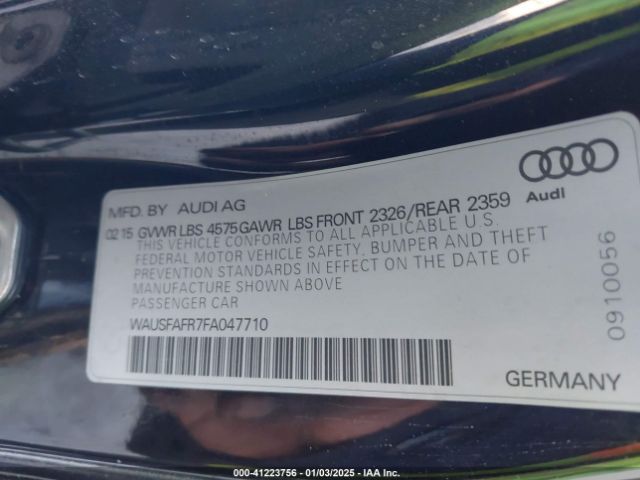 Audi
MFD. BY AUDI AG
02 15 GVWR LBS 4575 GAWR LBS FRONT 2326/REAR 2359
THIS VEHICLE CONFORMS TO ALL APPLICABLE U.S.
FEDERAL MOTOR VEHICLE SAFETY, BUMPER AND THEFT
PREVENTION STANDARDS IN EFFECT ON THE DATE OF
MANUFACTURE SHOWN ABOVE
PASSENGER CAR
WAUSFAFR7FA047710
0910056
GERMANY
000-41223756 - 01/03/2025 - IAA Inc.